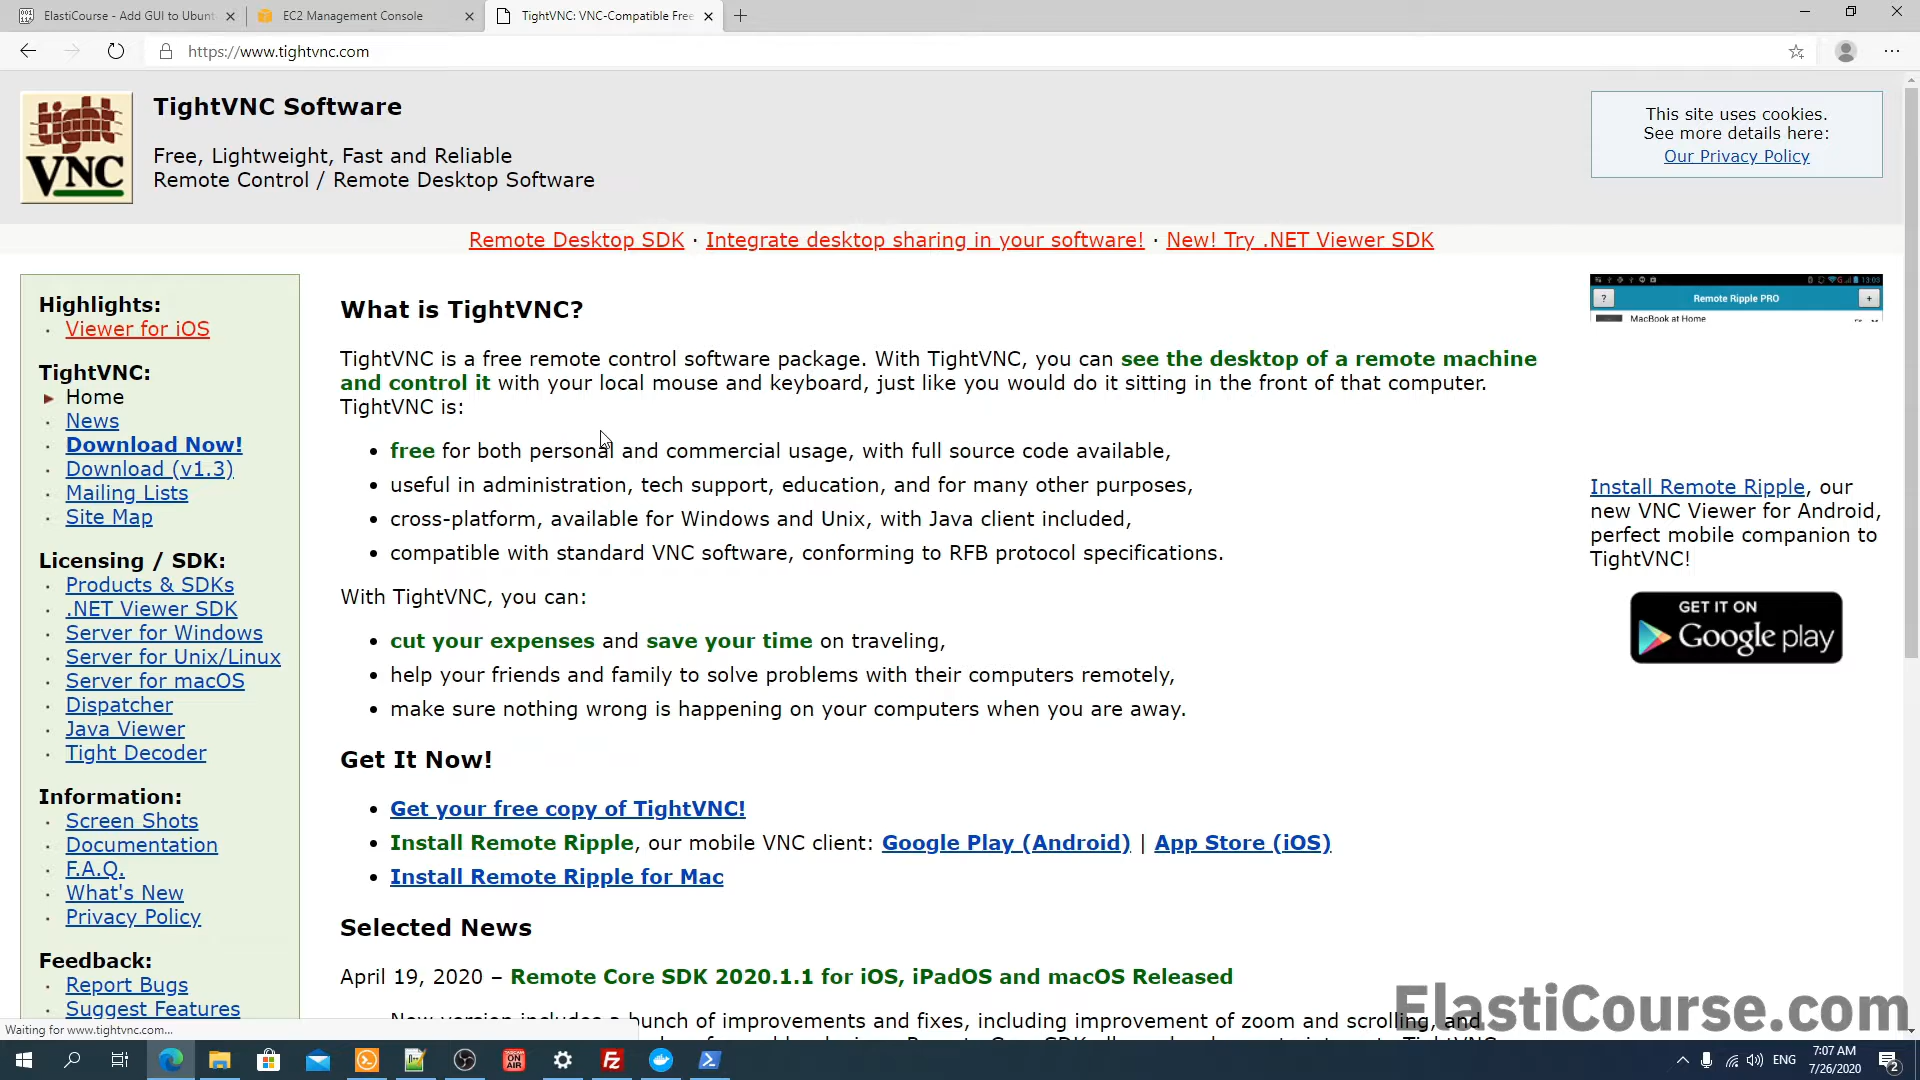 ElastiCourse - Add GUI to Ubunt
EC2 Management Console
TightVNC: VNC-Compatible Free
https://www.tightvnc.com
tight
VNC
TightVNC Software
Free, Lightweight, Fast and Reliable
Remote Control / Remote Desktop Software
This site uses cookies.
See more details here:
Our Privacy Policy
Remote Desktop SDK · Integrate desktop sharing in your software! · New! Try .NET Viewer SDK
Highlights:
· Viewer for iOS
TightVNC:
Home
· News
· Download Now!
· Download (v1.3)
· Mailing Lists
· Site Map
Licensing / SDK:
· Products & SDKs
· .NET Viewer SDK
· Server for Windows
· Server for Unix/Linux
· Server for macOS
· Dispatcher
· Java Viewer
· Tight Decoder
Information:
· Screen Shots
· Documentation
· F.A.Q.
· What's New
· Privacy Policy
Feedback:
· Report Bugs
· Suggest Features
What is TightVNC?
TightVNC is a free remote control software package. With TightVNC, you can see the desktop of a remote machine
and control it with your local mouse and keyboard, just like you would do it sitting in the front of that computer.
TightVNC is:
• free for both personal and commercial usage, with full source code available,
• useful in administration, tech support, education, and for many other purposes,
• cross-platform, available for Windows and Unix, with Java client included,
• compatible with standard VNC software, conforming to RFB protocol specifications.
With TightVNC, you can:
• cut your expenses and save your time on traveling,
• help your friends and family to solve problems with their computers remotely,
• make sure nothing wrong is happening on your computers when you are away.
Get It Now!
• Get your free copy of TightVNC!
• Install Remote Ripple, our mobile VNC client: Google Play (Android) | App Store (iOS)
• Install Remote Ripple for Mac
Selected News
April 19, 2020 – Remote Core SDK 2020.1.1 for iOS, iPadOS and macOS Released
New version includes a bunch of improvements and fixes, including improvement of zoom and scrolling, and
13:03
? Remote Ripple PRO +
MacBook at Home
Install Remote Ripple, our
new VNC Viewer for Android,
perfect mobile companion to
TightVNC!
GET IT ON
Google play
ElastiCourse.com
Waiting for www.tightvnc.com...
ON
AIR
ENG
7:07 AM
7/26/2020
2